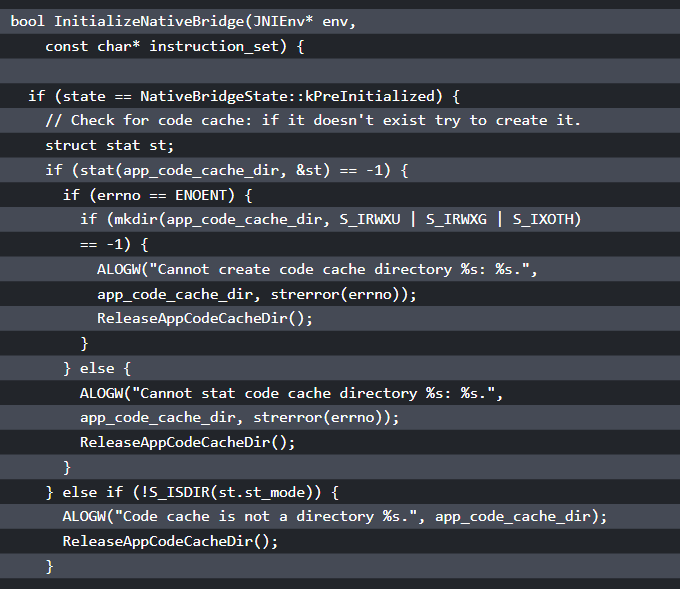 bool InitializeNativeBridge(JNIEnv* env,
    const char* instruction_set) {

  if (state == NativeBridgeState::kPreInitialized) {
    // Check for code cache: if it doesn't exist try to create it.
    struct stat st;
    if (stat(app_code_cache_dir, &st) == -1) {
      if (errno == ENOENT) {
        if (mkdir(app_code_cache_dir, S_IRWXU | S_IRWXG | S_IXOTH)
        == -1) {
          ALOGW("Cannot create code cache directory %s: %s.",
          app_code_cache_dir, strerror(errno));
          ReleaseAppCodeCacheDir();
        }
      } else {
        ALOGW("Cannot stat code cache directory %s: %s.",
        app_code_cache_dir, strerror(errno));
        ReleaseAppCodeCacheDir();
      }
    } else if (!S_ISDIR(st.st_mode)) {
      ALOGW("Code cache is not a directory %s.", app_code_cache_dir);
      ReleaseAppCodeCacheDir();
    }